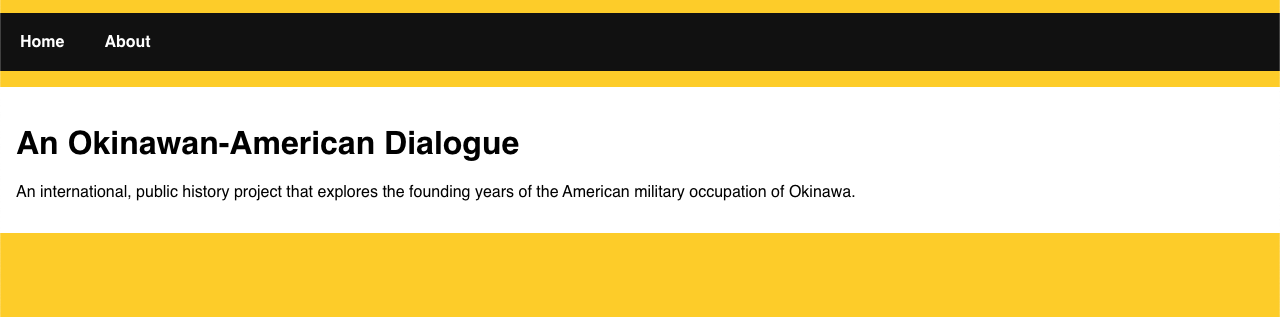 Home About
An Okinawan-American Dialogue
An international, public history project that explores the founding years of the American military occupation of Okinawa.